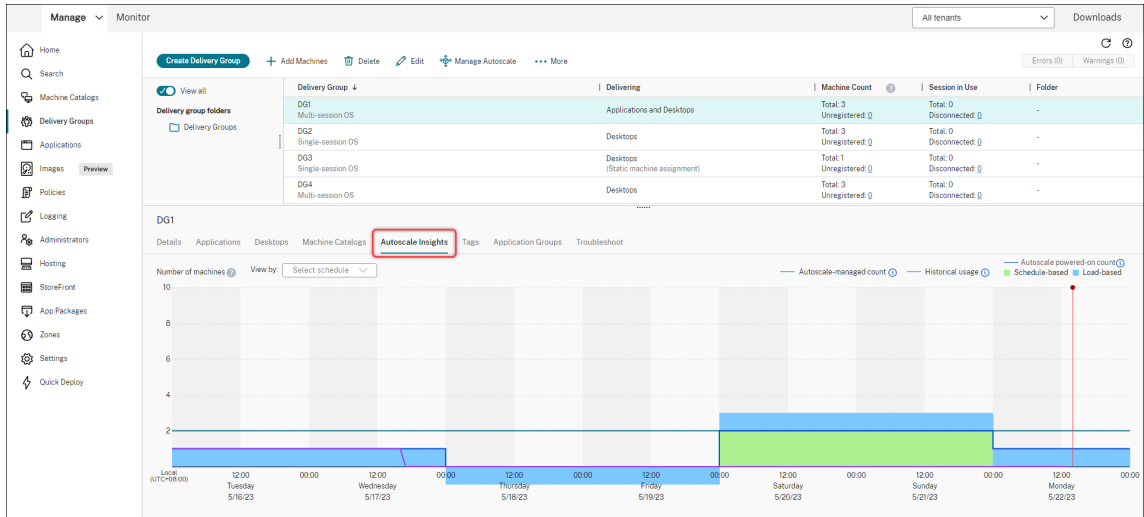 Manage Monitor All tenants Downloads
Home
Search
Machine Catalogs
Delivery Groups
Applications
Images Preview
Policies
Logging
Administrators
Hosting
StoreFront
App Packages
Zones
Settings
Quick Deploy
Create Delivery Group Add Machines Delete Edit Manage Autoscale More Errors (0) Warnings (0)
View all
Delivery group folders
Delivery Groups
Delivery Group ↓ Delivering Machine Count ? Session in Use Folder
DG1 Applications and Desktops Total: 3 Total: 0 -
Multi-session OS Unregistered: 0 Disconnected: 0
DG2 Desktops Total: 3 Total: 0 -
Single-session OS Unregistered: 0 Disconnected: 0
DG3 Desktops Total: 1 Total: 0 -
Single-session OS (Static machine assignment) Unregistered: 0 Disconnected: 0
DG4 Desktops Total: 3 Total: 0 -
Multi-session OS Unregistered: 0 Disconnected: 0
DG1
Details Applications Desktops Machine Catalogs Autoscale Insights Tags Application Groups Troubleshoot
Number of machines ? View by: Select schedule Autoscale-managed count Historical usage Autoscale powered-on count
Schedule-based Load-based
10
8
6
4
2
Local 12:00 00:00 12:00 00:00 12:00 00:00 12:00 00:00 12:00 00:00 12:00 00:00 12:00 00:00
(UTC+08:00) Tuesday Wednesday Thursday Friday Saturday Sunday Monday
5/16/23 5/17/23 5/18/23 5/19/23 5/20/23 5/21/23 5/22/23